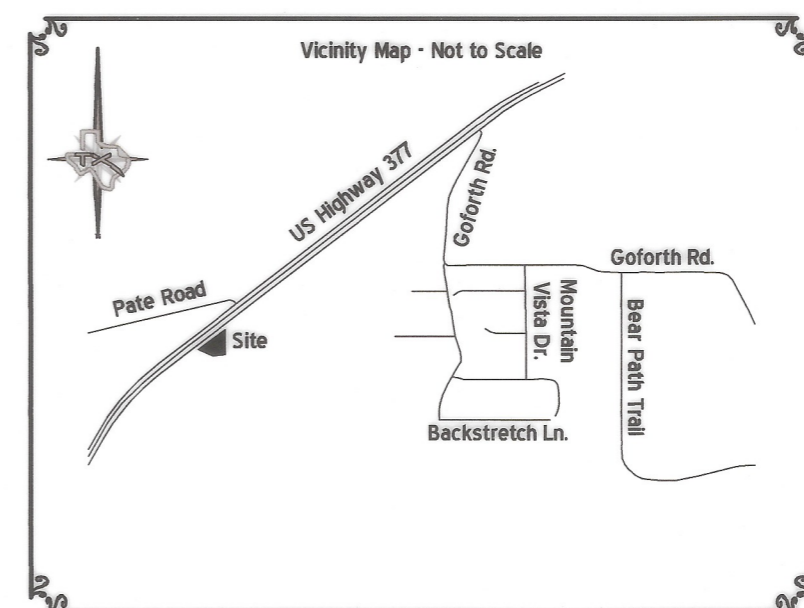 Vicinity Map - Not to Scale
TX
US Highway 377
Goforth Rd.
Goforth Rd.
Pate Road
Mountain
Vista Dr.
Site
Bear Path Trail
Backstretch Ln.